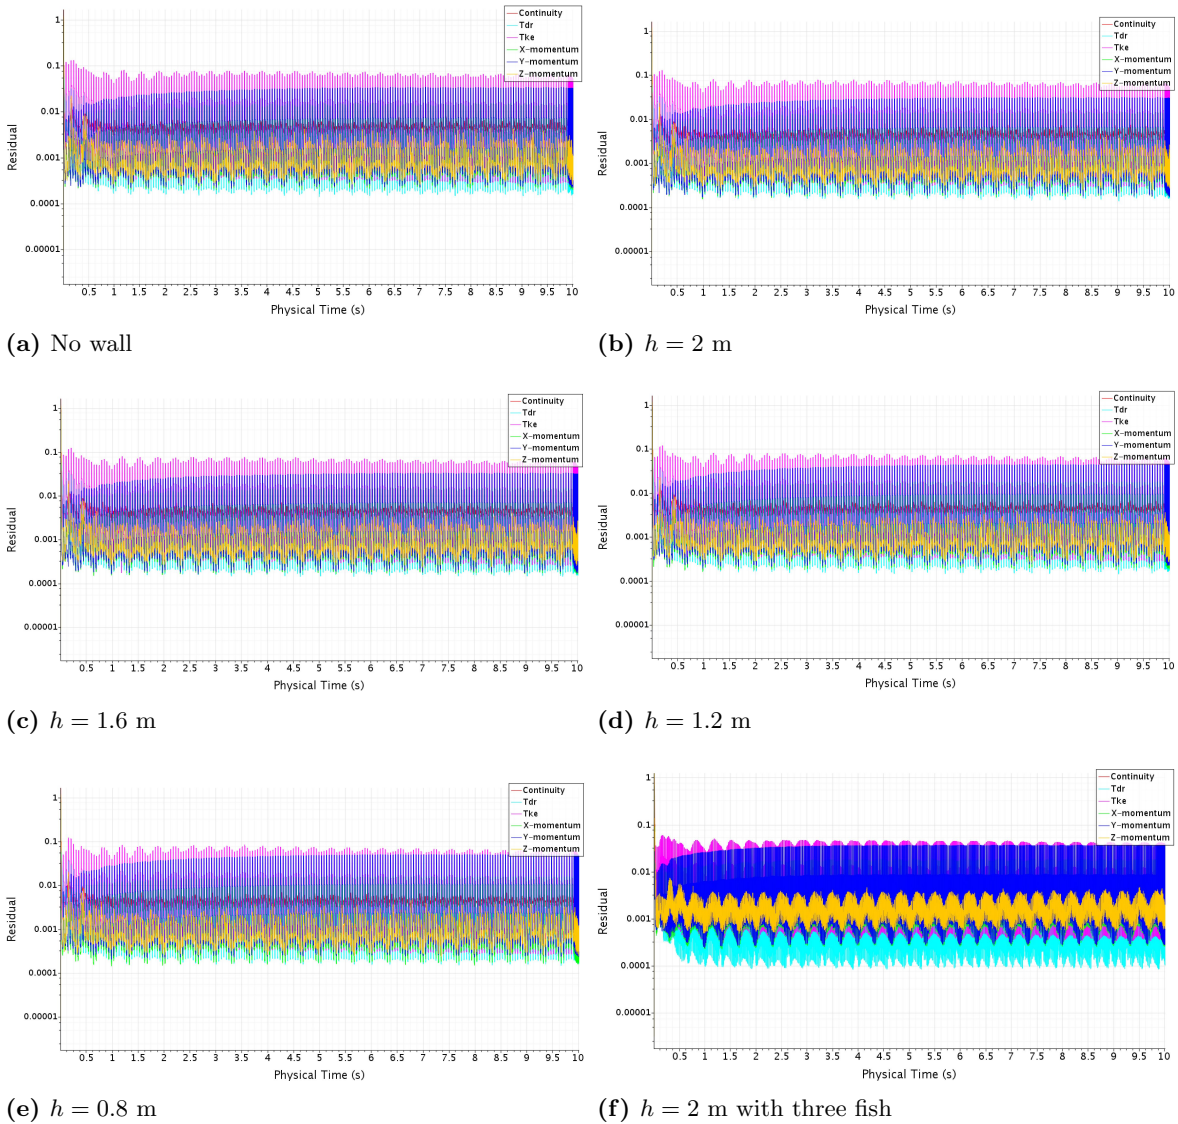 Continuity
Tdr
Tke
X-momentum
Y-momentum
Z-momentum
1
0.1
0.01
0.001
0.0001
0.00001
Residual
0.5 1 1.5 2 2.5 3 3.5 4 4.5 5 5.5 6 6.5 7 7.5 8 8.5 9 9.5 10
Physical Time (s)
(a) No wall
Continuity
Tdr
Tke
X-momentum
Y-momentum
Z-momentum
1
0.1
0.01
0.001
0.0001
0.00001
Residual
0.5 1 1.5 2 2.5 3 3.5 4 4.5 5 5.5 6 6.5 7 7.5 8 8.5 9 9.5 10
Physical Time (s)
(b) h = 2 m
Continuity
Tdr
Tke
X-momentum
Y-momentum
Z-momentum
1
0.1
0.01
0.001
0.0001
0.00001
Residual
0.5 1 1.5 2 2.5 3 3.5 4 4.5 5 5.5 6 6.5 7 7.5 8 8.5 9 9.5 10
Physical Time (s)
(c) h = 1.6 m
Continuity
Tdr
Tke
X-momentum
Y-momentum
Z-momentum
1
0.1
0.01
0.001
0.0001
0.00001
Residual
0.5 1 1.5 2 2.5 3 3.5 4 4.5 5 5.5 6 6.5 7 7.5 8 8.5 9 9.5 10
Physical Time (s)
(d) h = 1.2 m
Continuity
Tdr
Tke
X-momentum
Y-momentum
Z-momentum
1
0.1
0.01
0.001
0.0001
0.00001
Residual
0.5 1 1.5 2 2.5 3 3.5 4 4.5 5 5.5 6 6.5 7 7.5 8 8.5 9 9.5 10
Physical Time (s)
(e) h = 0.8 m
Continuity
Tdr
Tke
X-momentum
Y-momentum
Z-momentum
1
0.1
0.01
0.001
0.0001
0.00001
Residual
0.5 1 1.5 2 2.5 3 3.5 4 4.5 5 5.5 6 6.5 7 7.5 8 8.5 9 9.5 10
Physical Time (s)
(f) h = 2 m with three fish